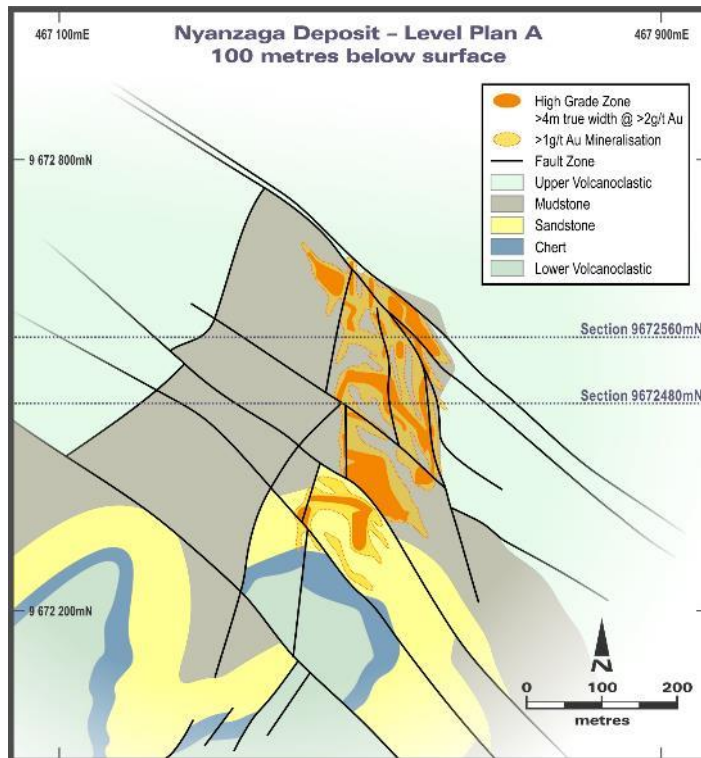 467 100mE
467 900mE
Nyanzaga Deposit – Level Plan A
100 metres below surface
High Grade Zone
>4m true width @ >2g/t Au
>1g/t Au Mineralisation
Fault Zone
Upper Volcanoclastic
Mudstone
Sandstone
Chert
Lower Volcanoclastic
9 672 800mN
Section 9672560mN
Section 9672480mN
9 672 200mN
N
0 100 200
metres